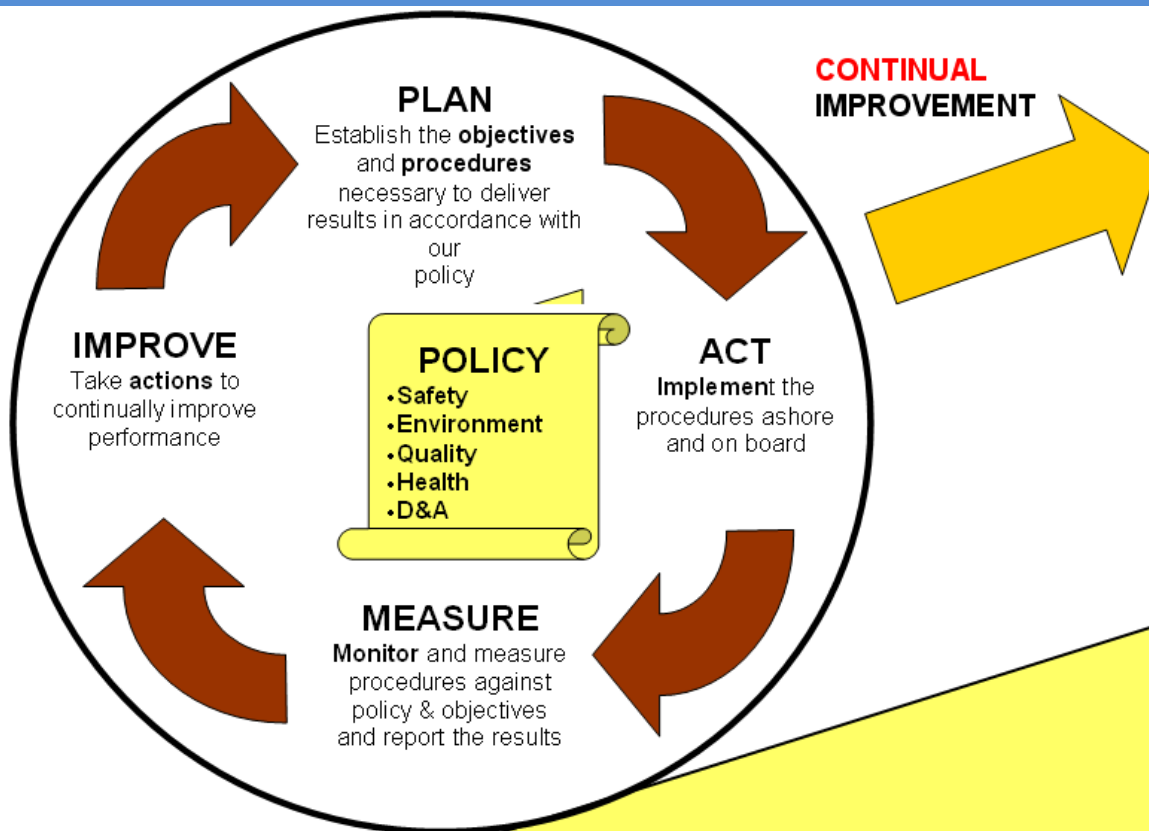 CONTINUAL
IMPROVEMENT
PLAN
Establish the objectives
and procedures
necessary to deliver
results in accordance with
our
policy
IMPROVE
Take actions to
continually improve
performance
POLICY
•Safety
•Environment
•Quality
•Health
•D&A
ACT
Implement the
procedures ashore
and on board
MEASURE
Monitor and measure
procedures against
policy & objectives
and report the results